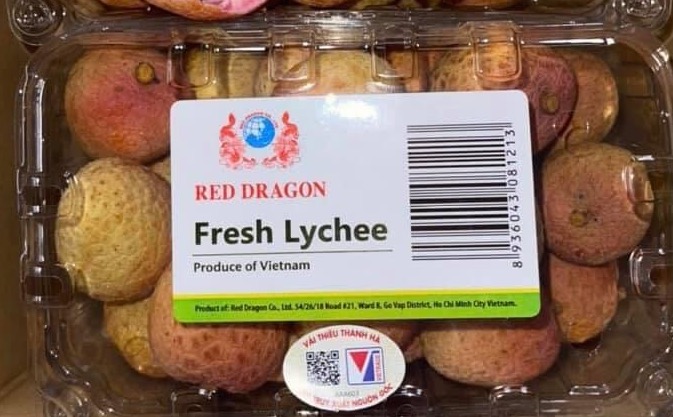 RED DRAGON
Fresh Lychee
Produce of Vietnam
Product of: Red Dragon Co., Ltd. 54/26/18 Road #21, Ward 8, Go Vap District, Ho Chi Minh City Vietnam.
8 936043 081213
VẢI THIỀU THANH HÀ
TRUY XUẤT NGUỒN GỐC